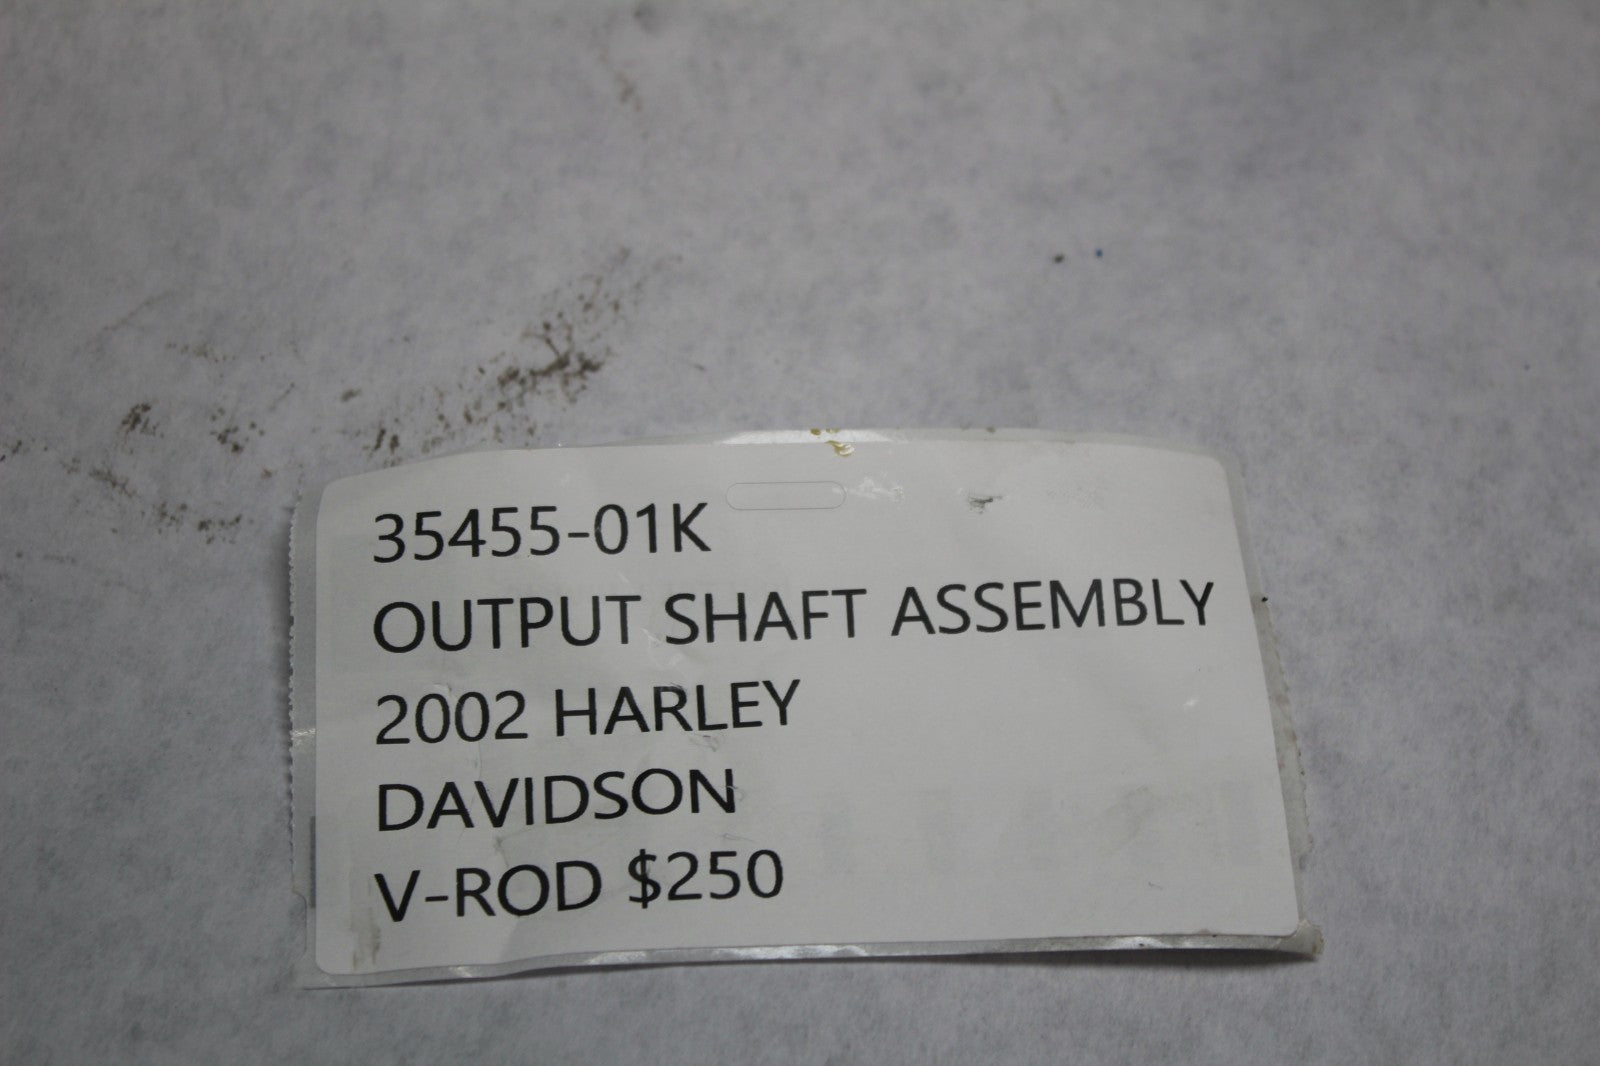 35455-01K
OUTPUT SHAFT ASSEMBLY
2002 HARLEY
DAVIDSON
V-ROD $250